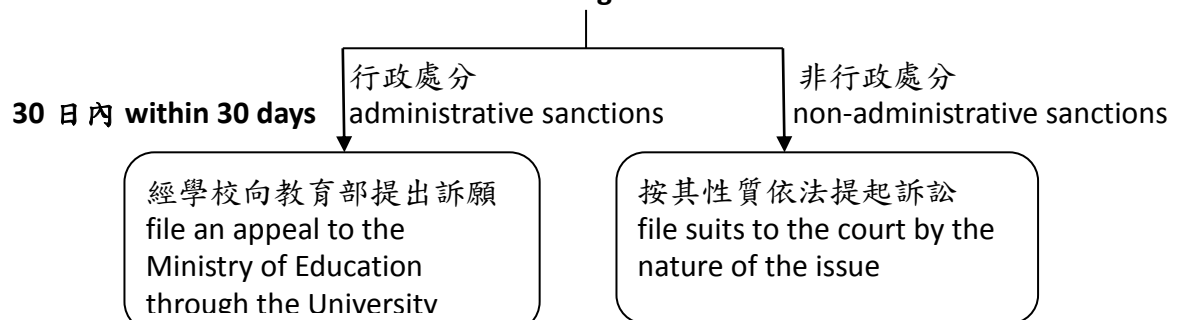 行政處分
非行政處分
30 日內 within 30 days
administrative sanctions
non-administrative sanctions
經學校向教育部提出訴願
file an appeal to the
Ministry of Education
through the University
按其性質依法提起訴訟
file suits to the court by the
nature of the issue